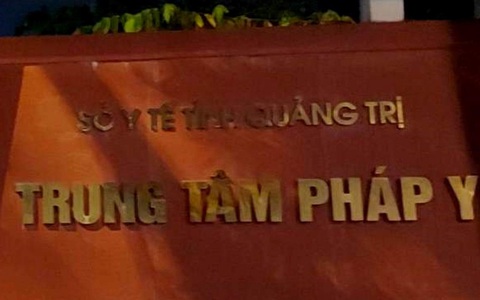 SỞ Y TẾ TỈNH QUẢNG TRỊ
TRUNG TÂM PHÁP Y